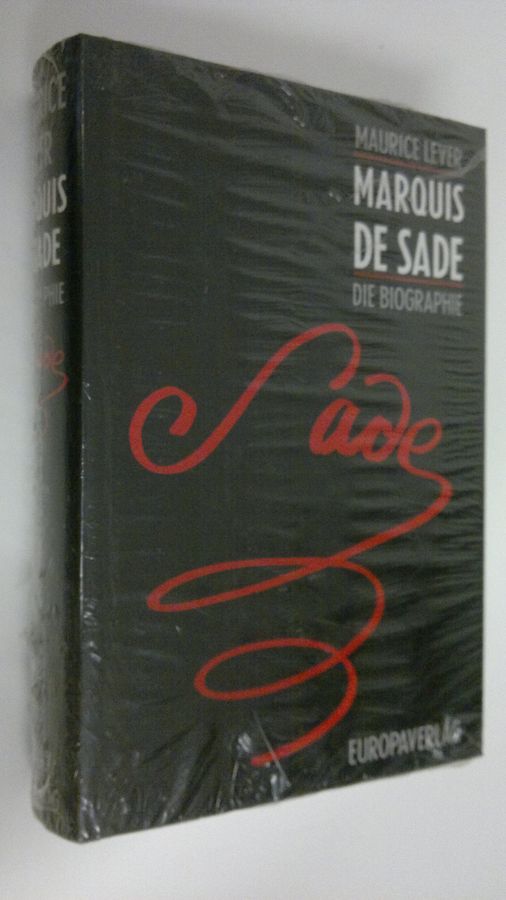 MAURICE LEVER
MARQUIS
DE SADE
DIE BIOGRAPHIE
Sade
EUROPAVERLAG